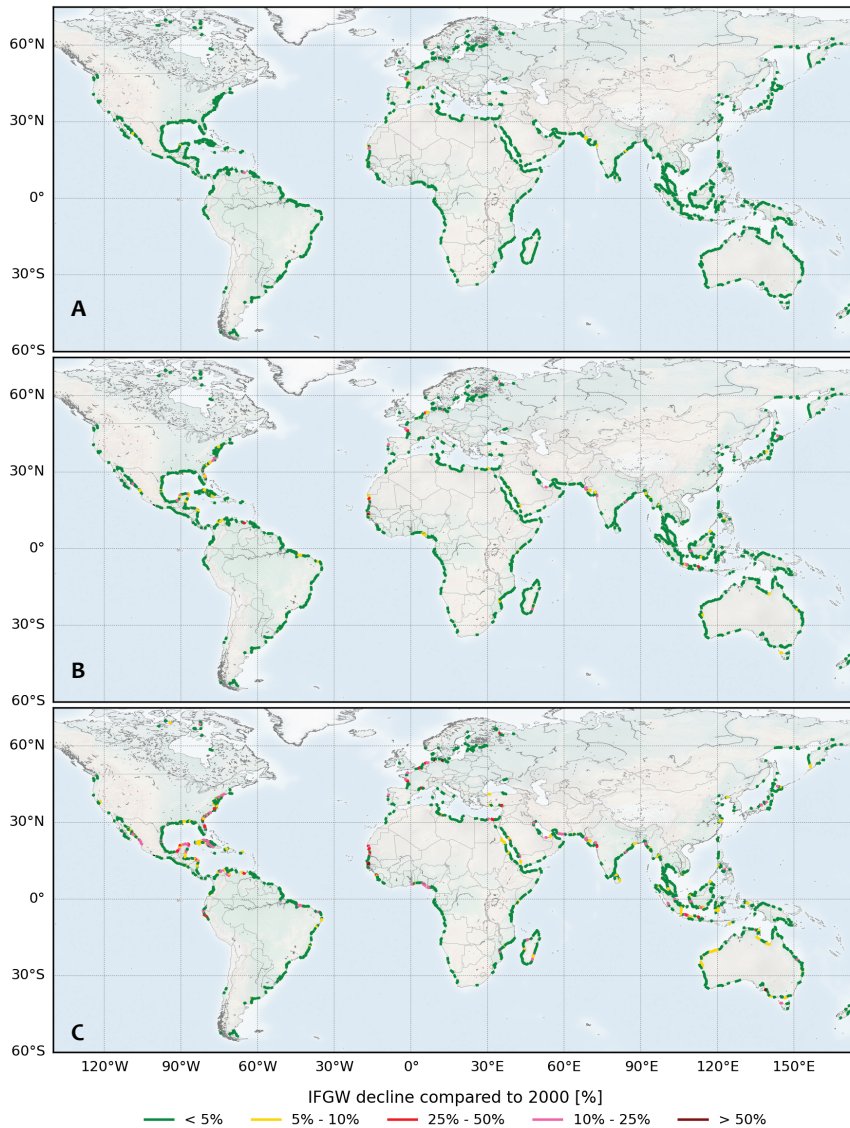 60°N
30°N
0°
30°S
A
60°S
60°N
30°N
0°
30°S
B
60°S
60°N
30°N
0°
30°S
C
60°S
120°W 90°W 60°W 30°W 0° 30°E 60°E 90°E 120°E 150°E
IFGW decline compared to 2000 [%]
< 5% 5% - 10% 25% - 50% 10% - 25% > 50%